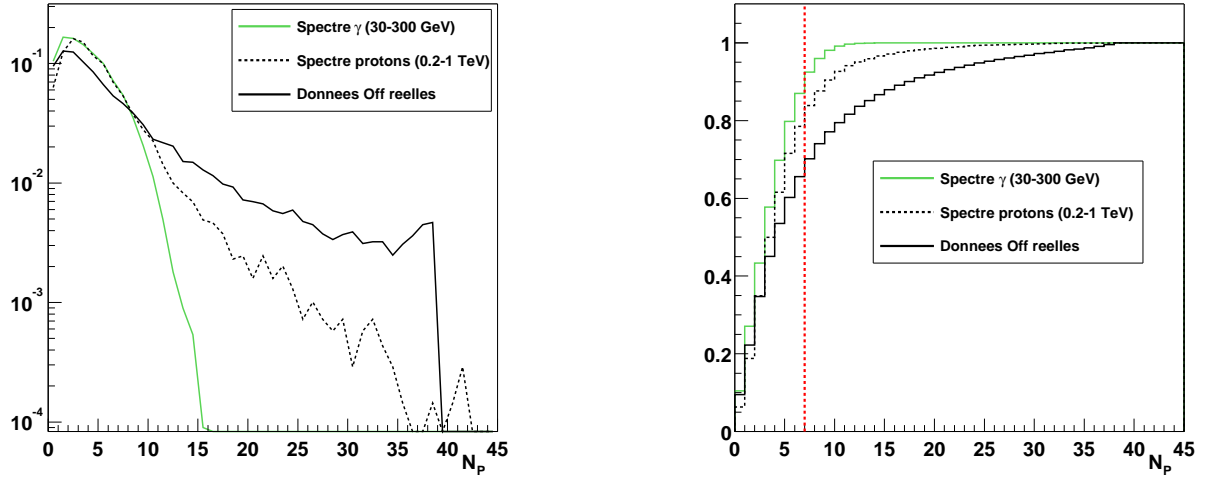 10^-1
10^-2
10^-3
10^-4
0 5 10 15 20 25 30 35 40 45
N_P
Spectre γ (30-300 GeV)
Spectre protons (0.2-1 TeV)
Donnees Off reelles
1
0.8
0.6
0.4
0.2
0
0 5 10 15 20 25 30 35 40 45
N_P
Spectre γ (30-300 GeV)
Spectre protons (0.2-1 TeV)
Donnees Off reelles